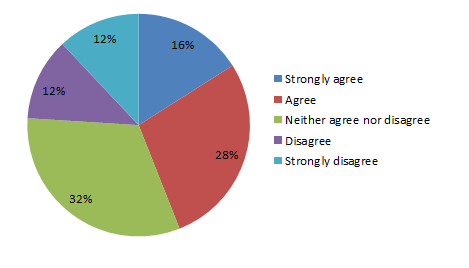 12%
16%
12%
28%
32%
Strongly agree
Agree
Neither agree nor disagree
Disagree
Strongly disagree